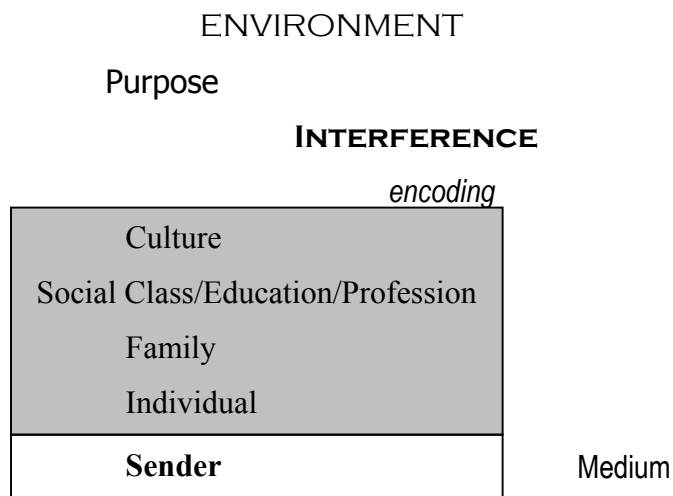 ENVIRONMENT
Purpose
INTERFERENCE
encoding
Culture
Social Class/Education/Profession
Family
Individual
Sender Medium